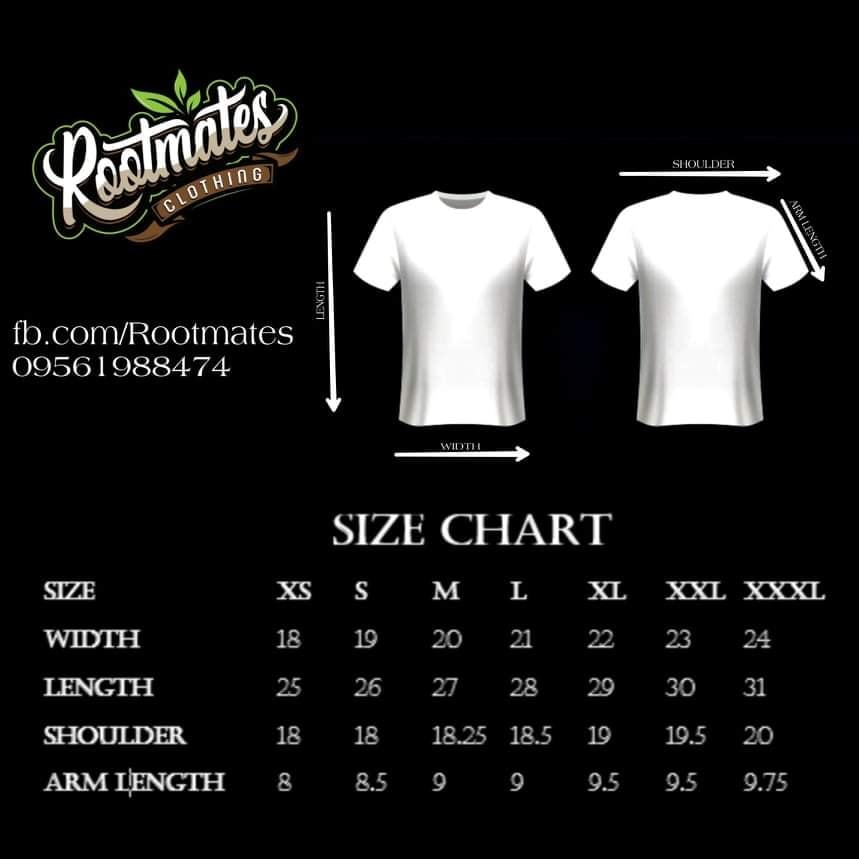 Rootmates
CLOTHING
fb.com/Rootmates
09561988474
LENGTH
WIDTH
SHOULDER
ARM LENGTH
SIZE CHART
SIZE XS S M L XL XXL XXXL
WIDTH 18 19 20 21 22 23 24
LENGTH 25 26 27 28 29 30 31
SHOULDER 18 18 18.25 18.5 19 19.5 20
ARM LENGTH 8 8.5 9 9 9.5 9.5 9.75